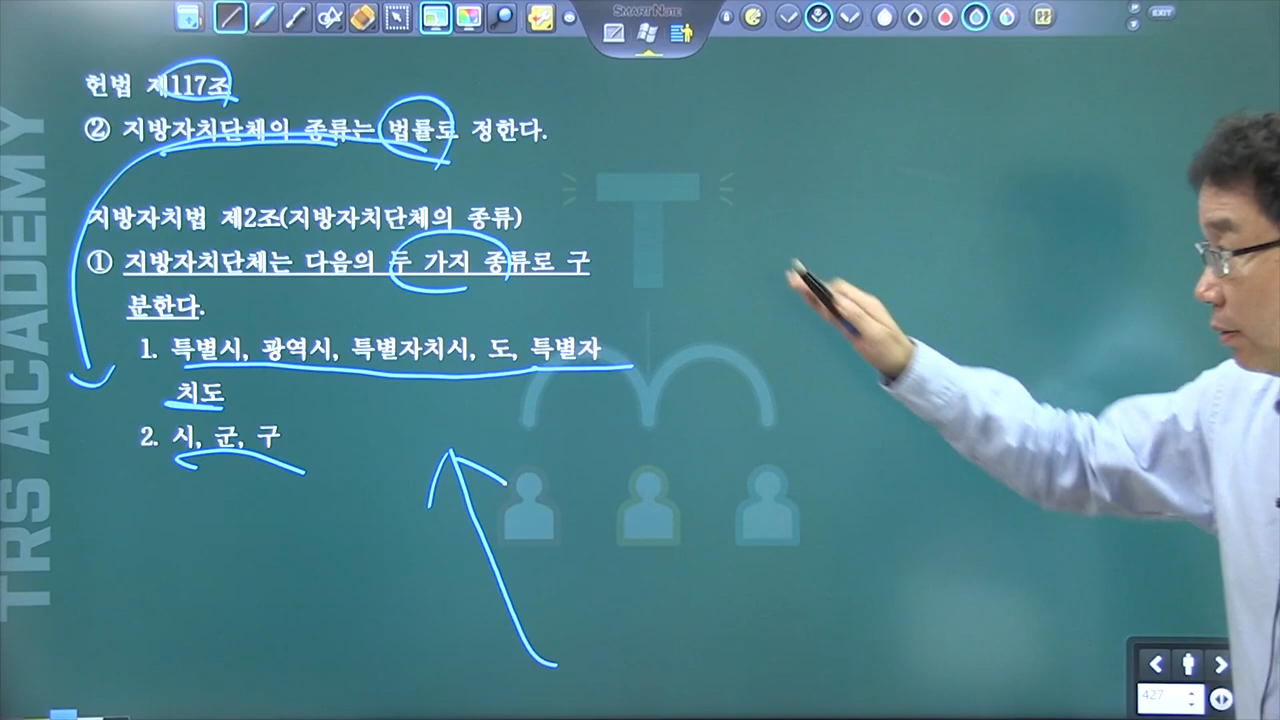 SMARTNOTE
EXIT
헌법 제117조
② 지방자치단체의 종류는 법률로 정한다.
지방자치법 제2조(지방자치단체의 종류)
① 지방자치단체는 다음의 두 가지 종류로 구
분한다.
1. 특별시, 광역시, 특별자치시, 도, 특별자
치도
2. 시, 군, 구
TRS ACADEMY
427